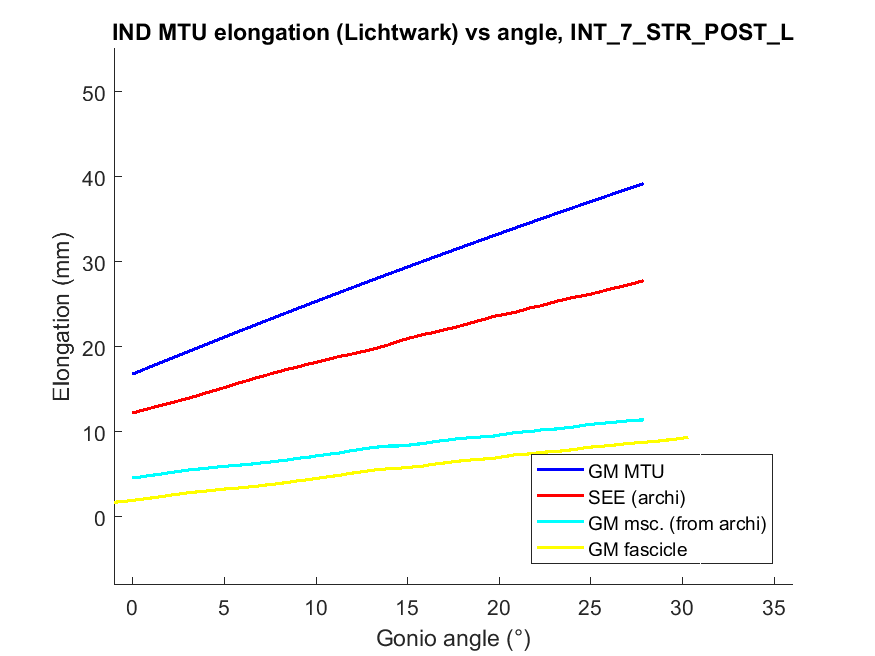 IND MTU elongation (Lichtwark) vs angle, INT_7_STR_POST_L
50
40
30
20
10
0
Elongation (mm)
0 5 10 15 20 25 30 35
Gonio angle (°)
GM MTU
SEE (archi)
GM msc. (from archi)
GM fascicle